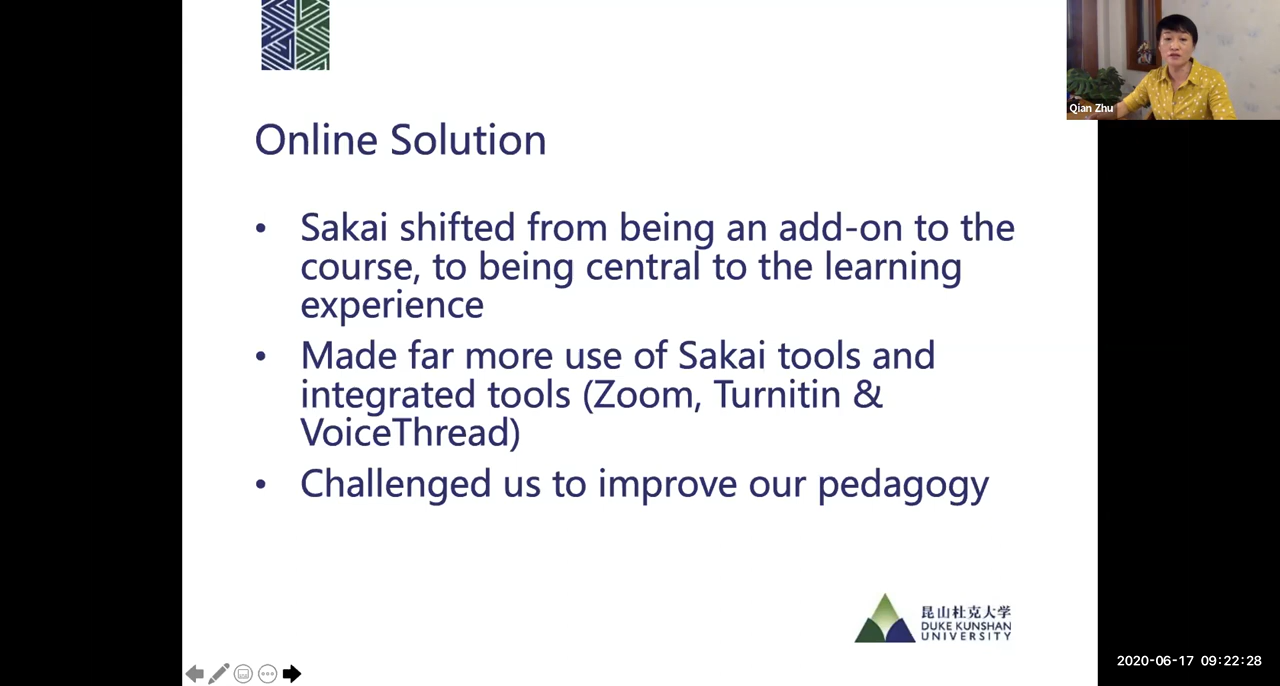 Qian Zhu
Online Solution
• Sakai shifted from being an add-on to the
course, to being central to the learning
experience
• Made far more use of Sakai tools and
integrated tools (Zoom, Turnitin &
VoiceThread)
• Challenged us to improve our pedagogy
昆山杜克大学
DUKE KUNSHAN
UNIVERSITY
2020-06-17 09:22:28